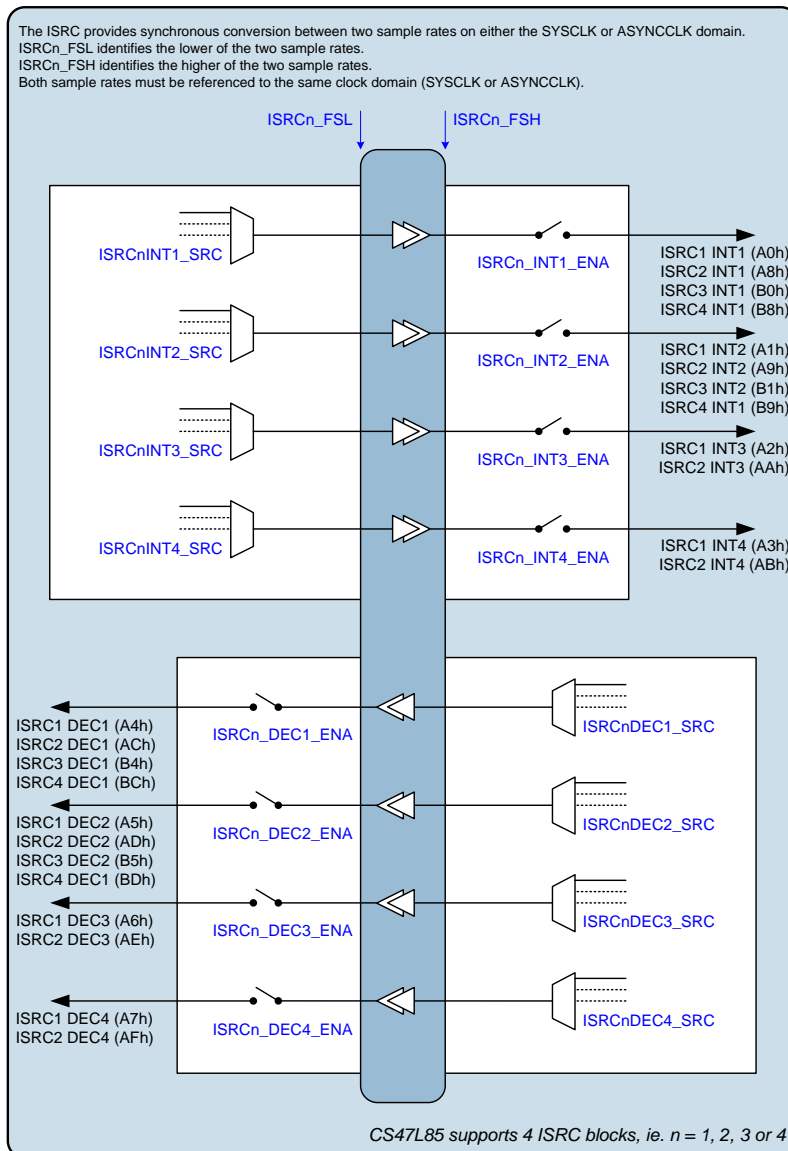 The ISRC provides synchronous conversion between two sample rates on either the SYSCLK or ASYNCCLK domain.
ISRCn_FSL identifies the lower of the two sample rates.
ISRCn_FSH identifies the higher of the two sample rates.
Both sample rates must be referenced to the same clock domain (SYSCLK or ASYNCCLK).
ISRCn_FSL
ISRCn_FSH
ISRCnINT1_SRC
ISRCn_INT1_ENA
ISRC1 INT1 (A0h)
ISRC2 INT1 (A8h)
ISRC3 INT1 (B0h)
ISRC4 INT1 (B8h)
ISRCnINT2_SRC
ISRCn_INT2_ENA
ISRC1 INT2 (A1h)
ISRC2 INT2 (A9h)
ISRC3 INT2 (B1h)
ISRC4 INT1 (B9h)
ISRCnINT3_SRC
ISRCn_INT3_ENA
ISRC1 INT3 (A2h)
ISRC2 INT3 (AAh)
ISRCnINT4_SRC
ISRCn_INT4_ENA
ISRC1 INT4 (A3h)
ISRC2 INT4 (ABh)
ISRC1 DEC1 (A4h)
ISRC2 DEC1 (ACh)
ISRC3 DEC1 (B4h)
ISRC4 DEC1 (BCh)
ISRCn_DEC1_ENA
ISRCnDEC1_SRC
ISRC1 DEC2 (A5h)
ISRC2 DEC2 (ADh)
ISRC3 DEC2 (B5h)
ISRC4 DEC1 (BDh)
ISRCn_DEC2_ENA
ISRCnDEC2_SRC
ISRC1 DEC3 (A6h)
ISRC2 DEC3 (AEh)
ISRCn_DEC3_ENA
ISRCnDEC3_SRC
ISRC1 DEC4 (A7h)
ISRC2 DEC4 (AFh)
ISRCn_DEC4_ENA
ISRCnDEC4_SRC
CS47L85 supports 4 ISRC blocks, ie. n = 1, 2, 3 or 4